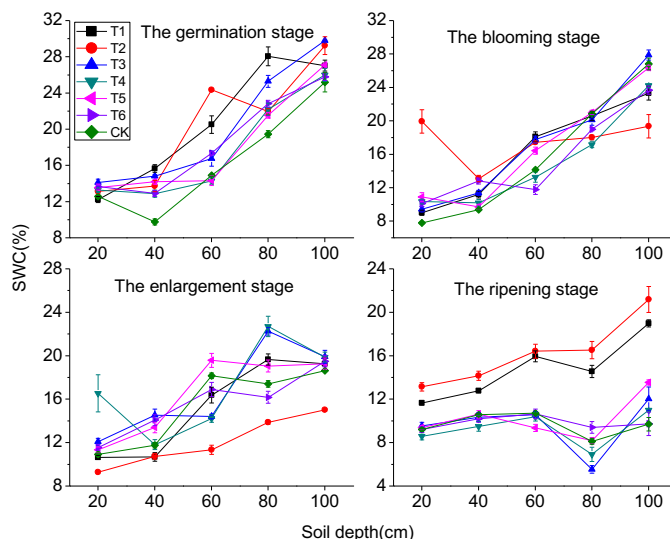 The germination stage
T1
T2
T3
T4
T5
T6
CK
32
28
24
20
16
12
8
20 40 60 80 100
The blooming stage
32
28
24
20
16
12
8
20 40 60 80 100
SWC(%)
The enlargement stage
28
24
20
16
12
8
20 40 60 80 100
The ripening stage
24
20
16
12
8
4
20 40 60 80 100
Soil depth(cm)